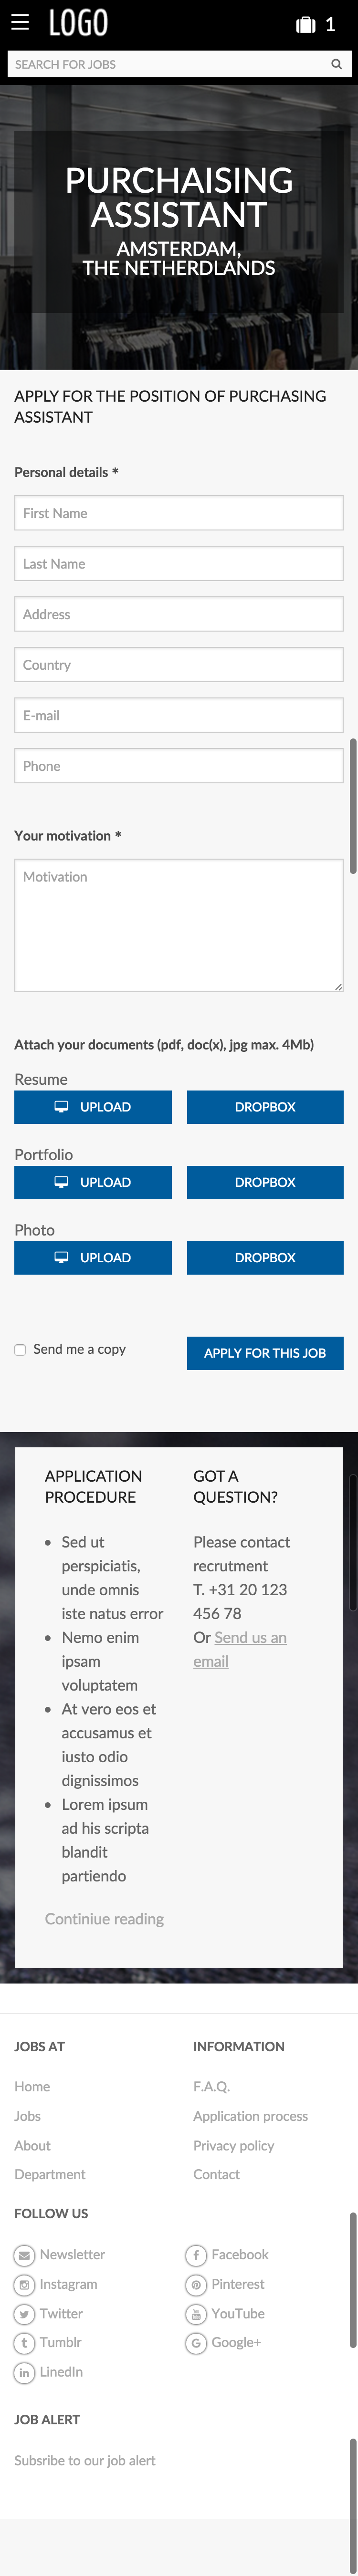 LOGO
1
SEARCH FOR JOBS
PURCHAISING
ASSISTANT
AMSTERDAM,
THE NETHERDLANDS
APPLY FOR THE POSITION OF PURCHASING
ASSISTANT
Personal details *
First Name
Last Name
Address
Country
E-mail
Phone
Your motivation *
Motivation
Attach your documents (pdf, doc(x), jpg max. 4Mb)
Resume
UPLOAD
DROPBOX
Portfolio
UPLOAD
DROPBOX
Photo
UPLOAD
DROPBOX
Send me a copy
APPLY FOR THIS JOB
APPLICATION
PROCEDURE
Sed ut
perspiciatis,
unde omnis
iste natus error
Nemo enim
ipsam
voluptatem
At vero eos et
accusamus et
iusto odio
dignissimos
Lorem ipsum
ad his scripta
blandit
partiendo
Continiue reading
GOT A
QUESTION?
Please contact
recrutment
T. +31 20 123
456 78
Or Send us an
email
JOBS AT
Home
Jobs
About
Department
INFORMATION
F.A.Q.
Application process
Privacy policy
Contact
FOLLOW US
Newsletter
Instagram
Twitter
Tumblr
LinedIn
Facebook
Pinterest
YouTube
Google+
JOB ALERT
Subsribe to our job alert